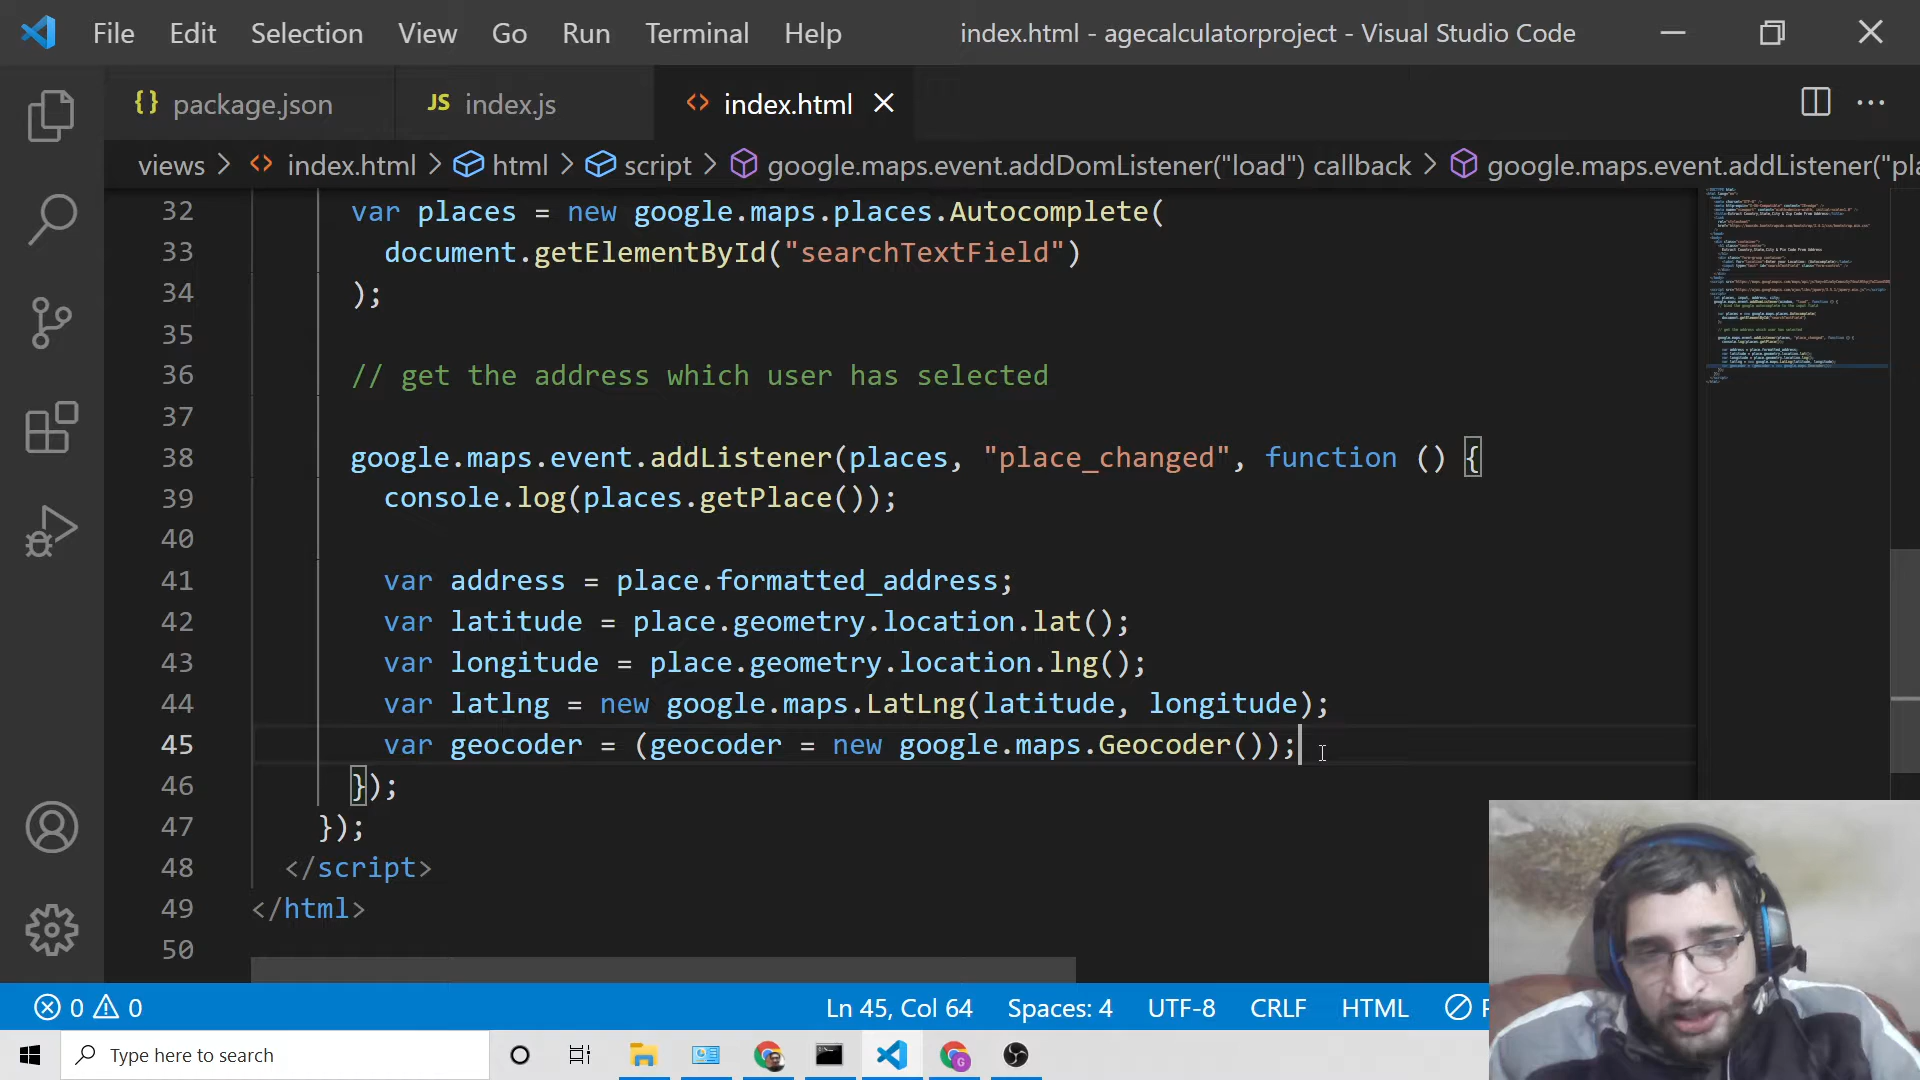 File Edit Selection View Go Run Terminal Help index.html - agecalculatorproject - Visual Studio Code
{} package.json JS index.js <> index.html
views > <> index.html > html > script > google.maps.event.addDomListener("load") callback > google.maps.event.addListener("pla
32 var places = new google.maps.places.Autocomplete(
33 document.getElementById("searchTextField")
34 );
35
36 // get the address which user has selected
37
38 google.maps.event.addListener(places, "place_changed", function () {
39 console.log(places.getPlace());
40
41 var address = place.formatted_address;
42 var latitude = place.geometry.location.lat();
43 var longitude = place.geometry.location.lng();
44 var latlng = new google.maps.LatLng(latitude, longitude);
45 var geocoder = (geocoder = new google.maps.Geocoder());
46 });
47 });
48 </script>
49 </html>
50
0 0 Ln 45, Col 64 Spaces: 4 UTF-8 CRLF HTML
Type here to search